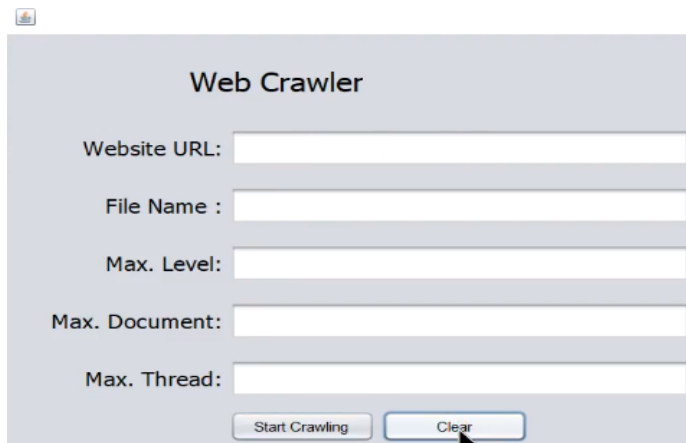 Web Crawler
Website URL:
File Name :
Max. Level:
Max. Document:
Max. Thread:
Start Crawling Clear